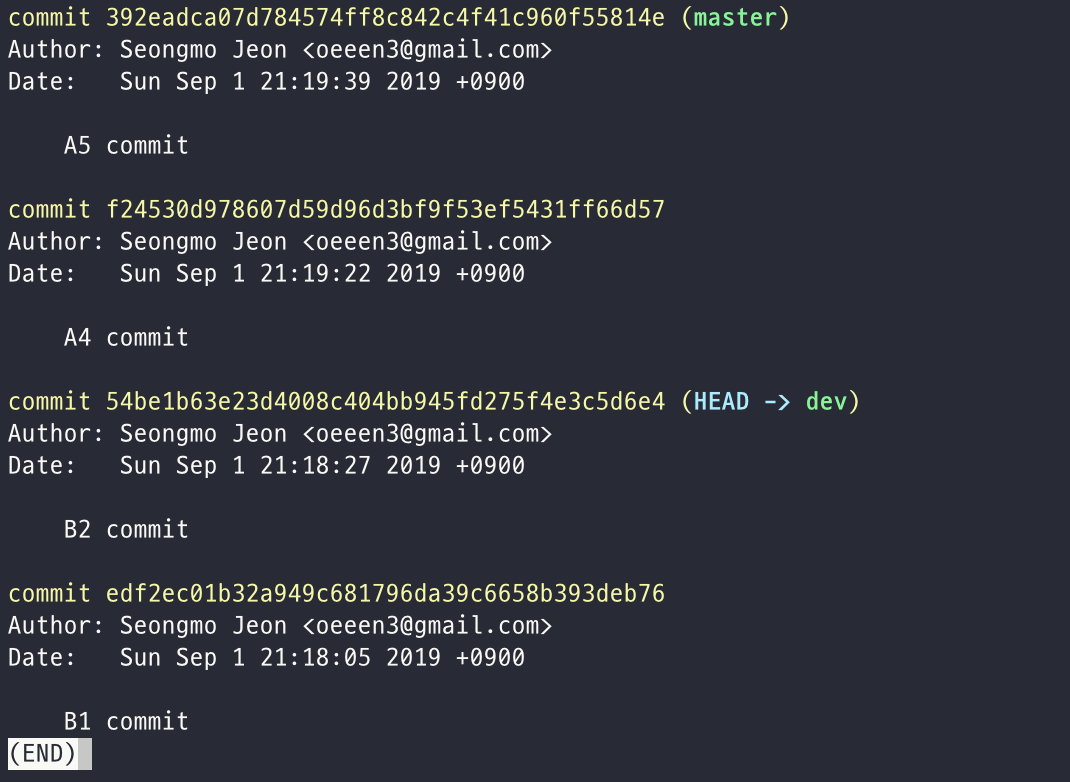 commit 392eadca07d784574ff8c842c4f41c960f55814e (master)
Author: Seongmo Jeon <oeeen3@gmail.com>
Date:   Sun Sep 1 21:19:39 2019 +0900
A5 commit
commit f24530d978607d59d96d3bf9f53ef5431ff66d57
Author: Seongmo Jeon <oeeen3@gmail.com>
Date:   Sun Sep 1 21:19:22 2019 +0900
A4 commit
commit 54be1b63e23d4008c404bb945fd275f4e3c5d6e4 (HEAD -> dev)
Author: Seongmo Jeon <oeeen3@gmail.com>
Date:   Sun Sep 1 21:18:27 2019 +0900
B2 commit
commit edf2ec01b32a949c681796da39c6658b393deb76
Author: Seongmo Jeon <oeeen3@gmail.com>
Date:   Sun Sep 1 21:18:05 2019 +0900
B1 commit
(END)